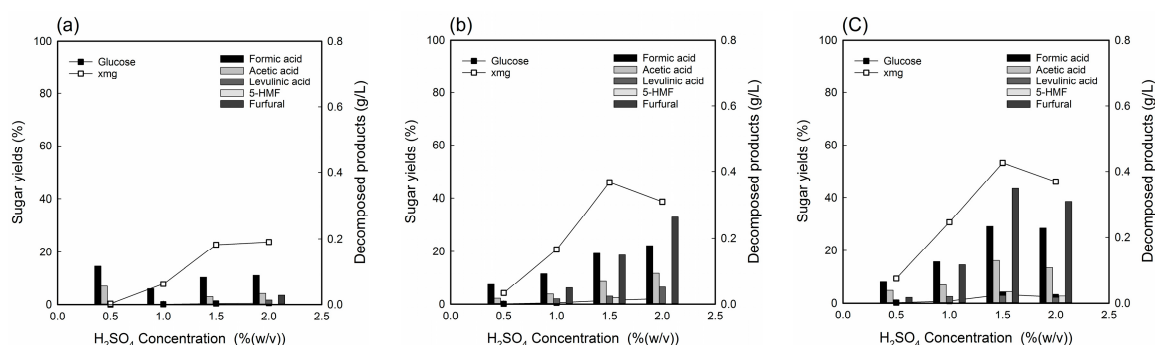 (a)
100
80
60
40
20
0
0.0
0.5
1.0
1.5
2.0
2.5
0.8
0.6
0.4
0.2
0.0
Sugar yields (%)
Decomposed products (g/L)
H₂SO₄ Concentration (%(w/v))
Glucose
xmg
Formic acid
Acetic acid
Levulinic acid
5-HMF
Furfural
(b)
100
80
60
40
20
0
0.0
0.5
1.0
1.5
2.0
2.5
0.8
0.6
0.4
0.2
0.0
Sugar yields (%)
Decomposed products (g/L)
H₂SO₄ Concentration (%(w/v))
Glucose
xmg
Formic acid
Acetic acid
Levulinic acid
5-HMF
Furfural
(C)
100
80
60
40
20
0
0.0
0.5
1.0
1.5
2.0
2.5
0.8
0.6
0.4
0.2
0.0
Sugar yields (%)
Decomposed products (g/L)
H₂SO₄ Concentration (%(w/v))
Glucose
xmg
Formic acid
Acetic acid
Levulinic acid
5-HMF
Furfural